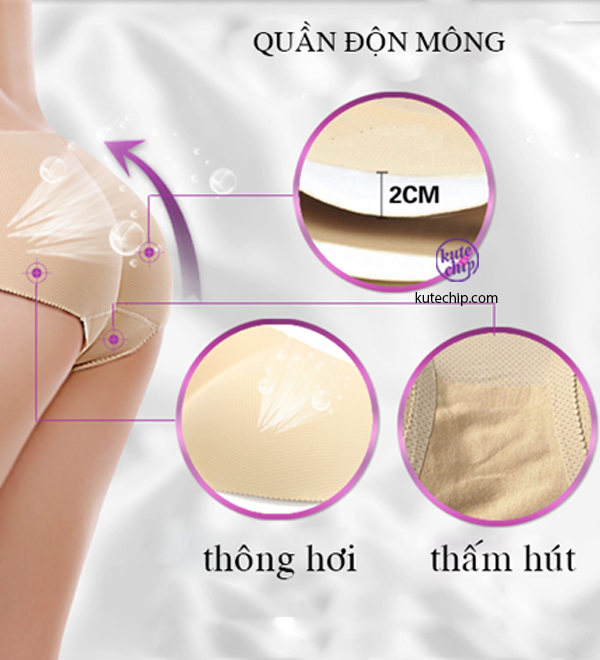 QUẦN ĐỘN MÔNG
2CM
kute
chip
kutechip.com
thông hơi
thấm hút